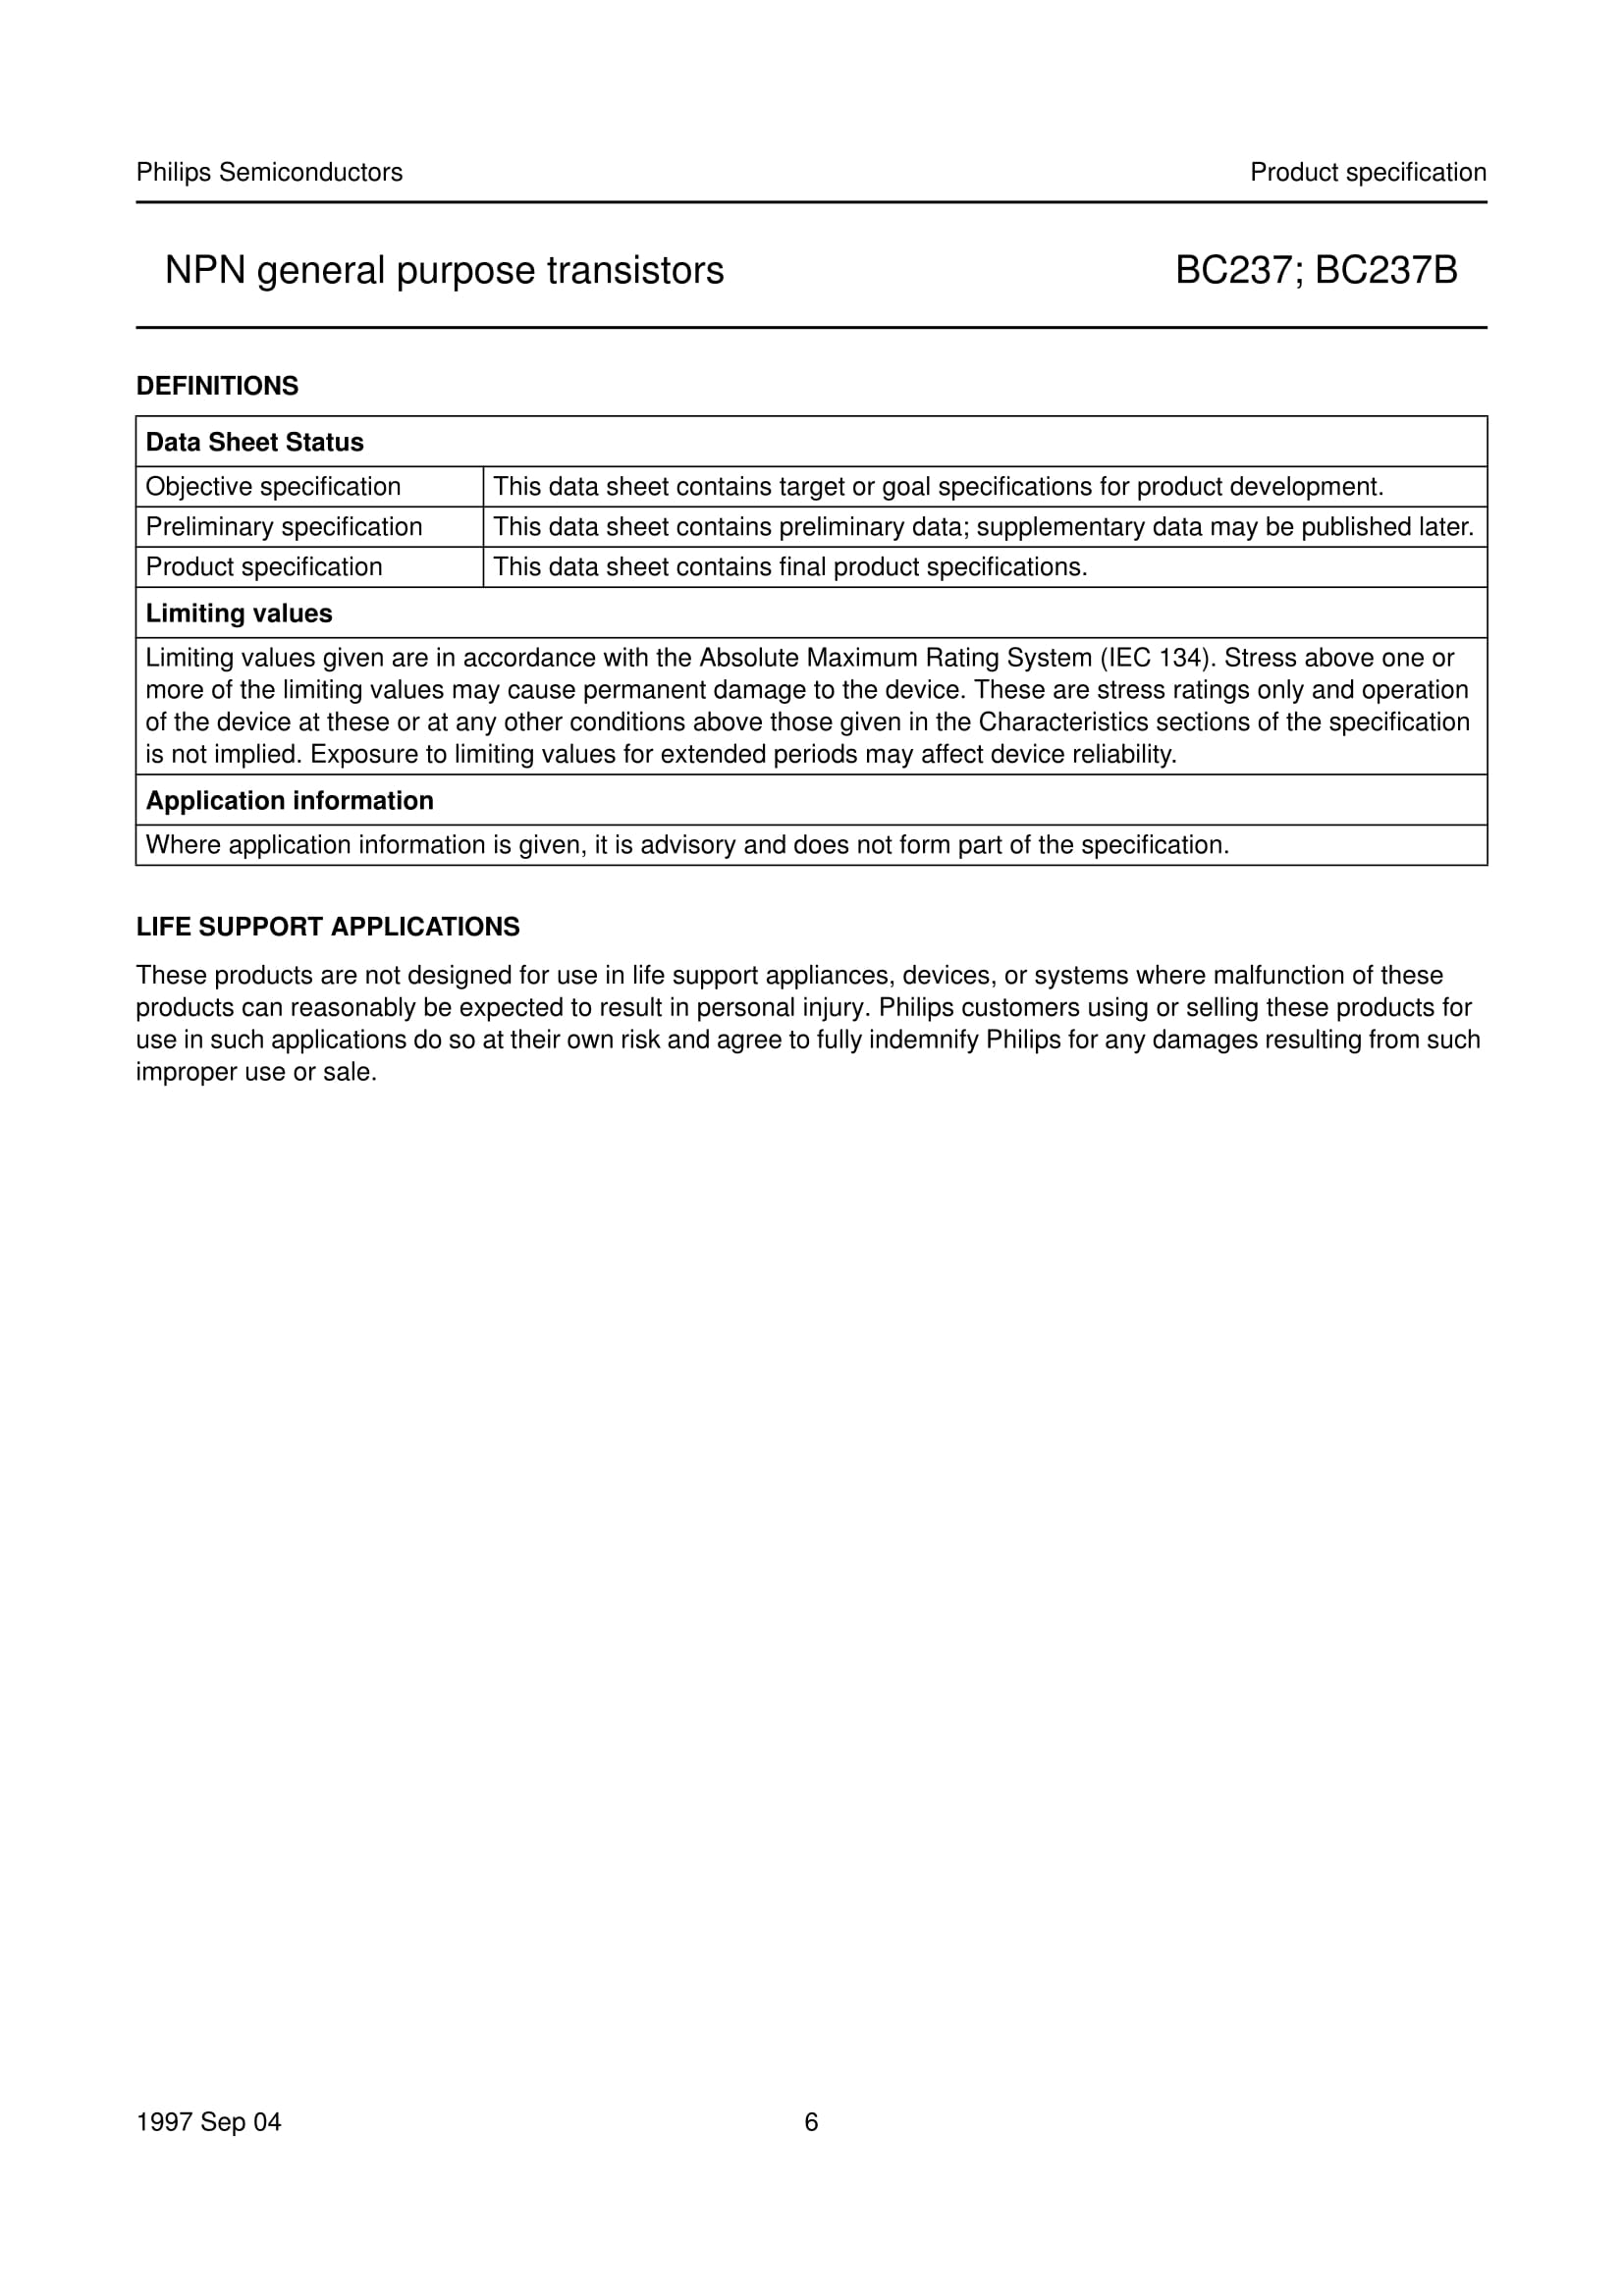 Philips Semiconductors
Product specification
NPN general purpose transistors
BC237; BC237B
DEFINITIONS
Data Sheet Status
Objective specification
This data sheet contains target or goal specifications for product development.
Preliminary specification
This data sheet contains preliminary data; supplementary data may be published later.
Product specification
This data sheet contains final product specifications.
Limiting values
Limiting values given are in accordance with the Absolute Maximum Rating System (IEC 134). Stress above one or
more of the limiting values may cause permanent damage to the device. These are stress ratings only and operation
of the device at these or at any other conditions above those given in the Characteristics sections of the specification
is not implied. Exposure to limiting values for extended periods may affect device reliability.
Application information
Where application information is given, it is advisory and does not form part of the specification.
LIFE SUPPORT APPLICATIONS
These products are not designed for use in life support appliances, devices, or systems where malfunction of these
products can reasonably be expected to result in personal injury. Philips customers using or selling these products for
use in such applications do so at their own risk and agree to fully indemnify Philips for any damages resulting from such
improper use or sale.
1997 Sep 04
6